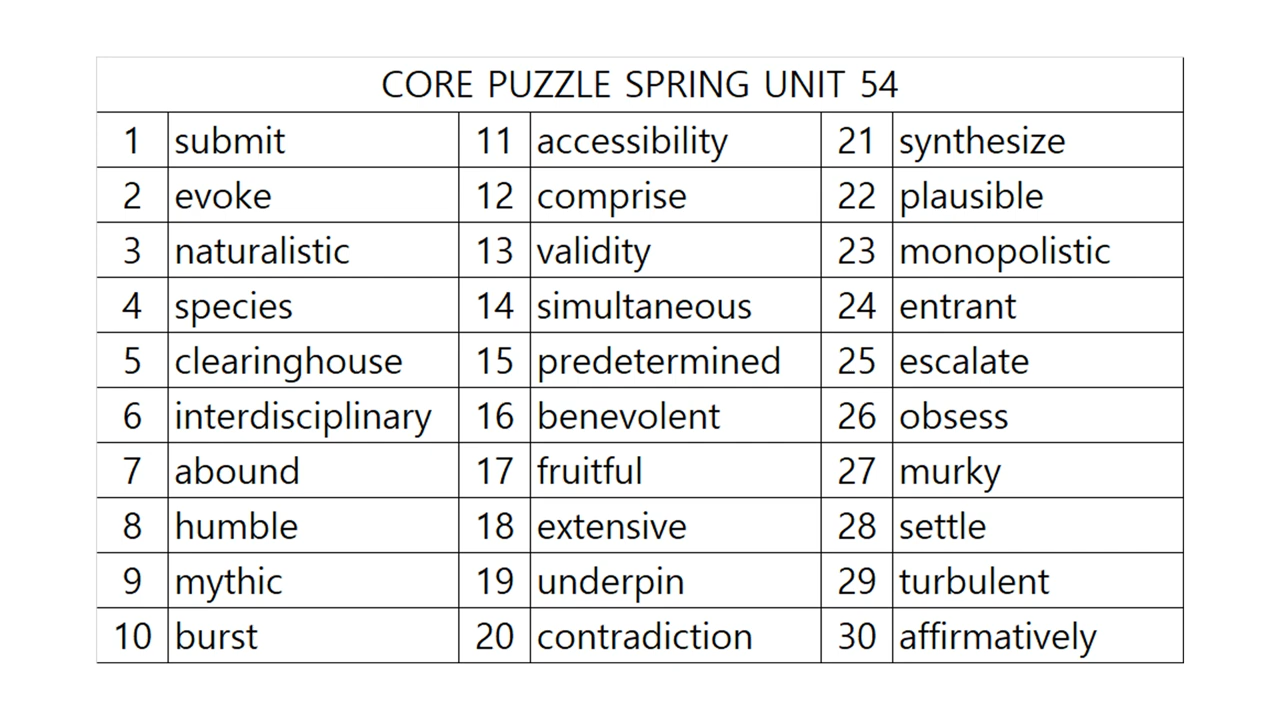 CORE PUZZLE SPRING UNIT 54
1 submit 11 accessibility 21 synthesize
2 evoke 12 comprise 22 plausible
3 naturalistic 13 validity 23 monopolistic
4 species 14 simultaneous 24 entrant
5 clearinghouse 15 predetermined 25 escalate
6 interdisciplinary 16 benevolent 26 obsess
7 abound 17 fruitful 27 murky
8 humble 18 extensive 28 settle
9 mythic 19 underpin 29 turbulent
10 burst 20 contradiction 30 affirmatively